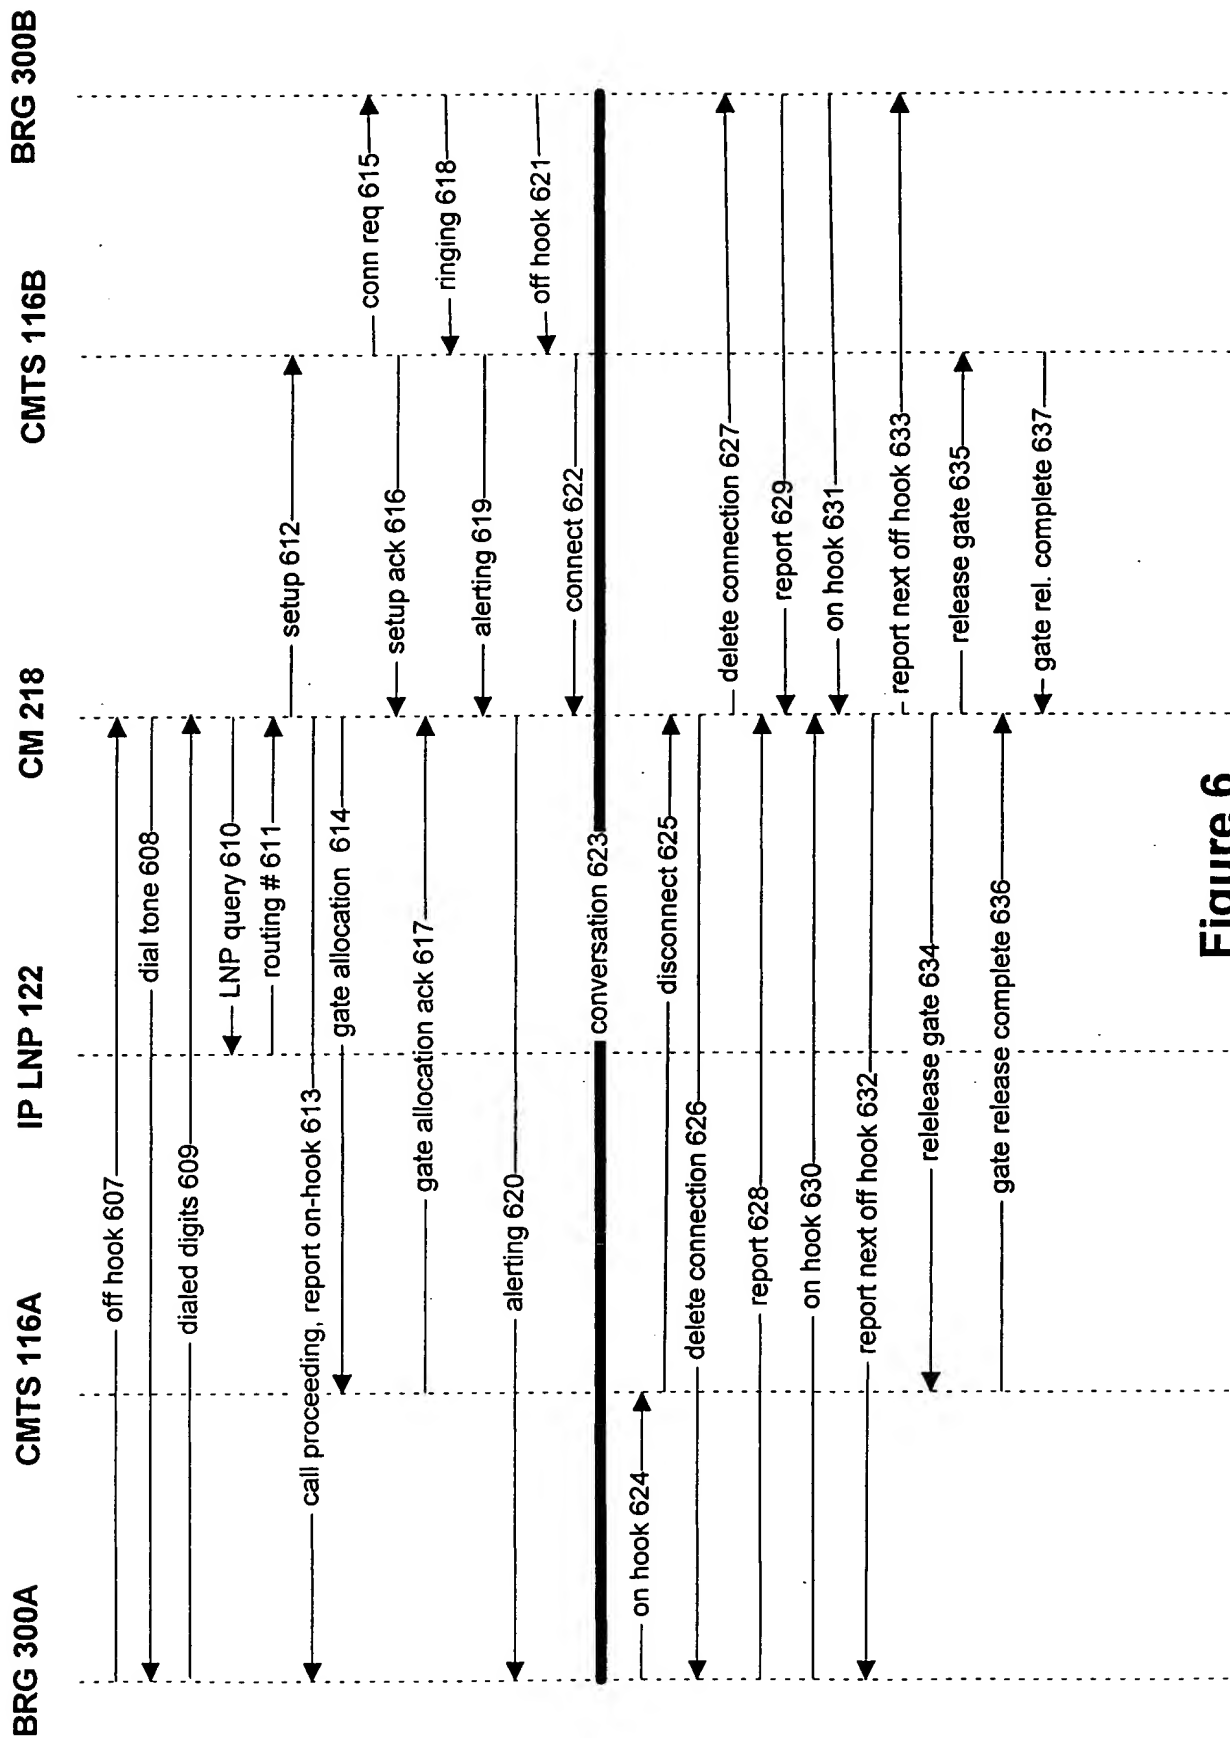 BRG 300A
CMTS 116A
IP LNP 122
CM 218
CMTS 116B
BRG 300B
off hook 607
dial tone 608
dialed digits 609
LNP query 610
routing # 611
setup 612
call proceeding, report on-hook 613
gate allocation 614
conn req 615
setup ack 616
gate allocation ack 617
ringing 618
alerting 619
alerting 620
off hook 621
connect 622
conversation 623
on hook 624
disconnect 625
delete connection 626
delete connection 627
report 628
report 629
on hook 630
on hook 631
report next off hook 632
report next off hook 633
relelease gate 634
release gate 635
gate release complete 636
gate rel. complete 637
Figure 6